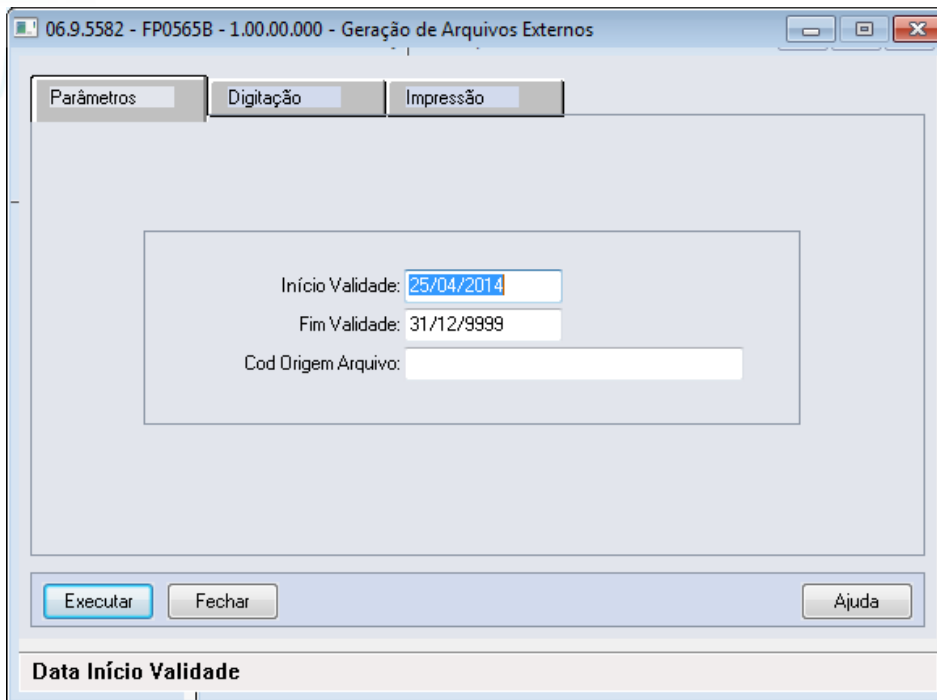 06.9.5582 - FP0565B - 1.00.00.000 - Geração de Arquivos Externos
Parâmetros Digitação Impressão
Início Validade: 25/04/2014
Fim Validade: 31/12/9999
Cod Origem Arquivo:
Executar Fechar Ajuda
Data Início Validade